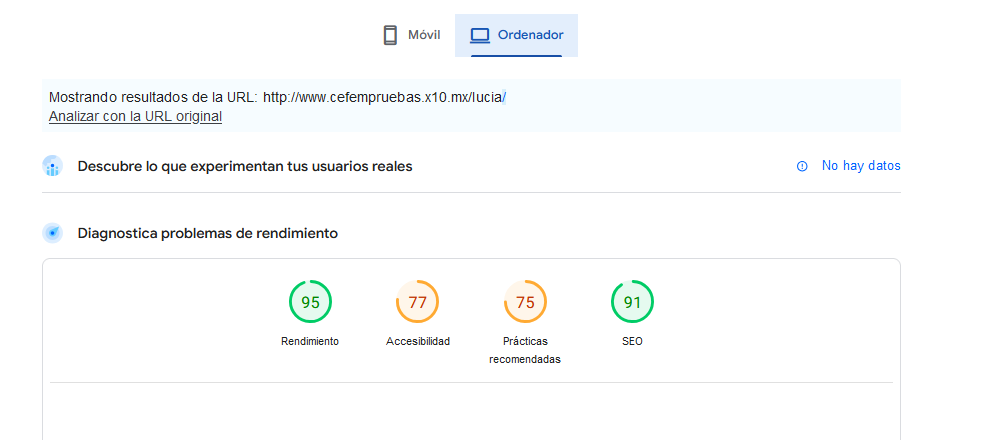 Móvil
Ordenador
Mostrando resultados de la URL: http://www.cefempruebas.x10.mx/lucia/
Analizar con la URL original
Descubre lo que experimentan tus usuarios reales
No hay datos
Diagnostica problemas de rendimiento
95
77
75
91
Rendimiento
Accesibilidad
Prácticas
recomendadas
SEO